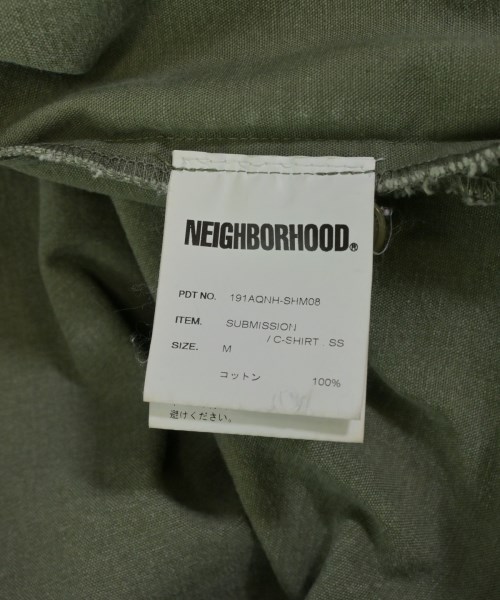 NEIGHBORHOOD®
PDT NO. 191AQNH-SHM08
ITEM. SUBMISSION
/ C-SHIRT . SS
SIZE. M
コットン 100%
避けください。